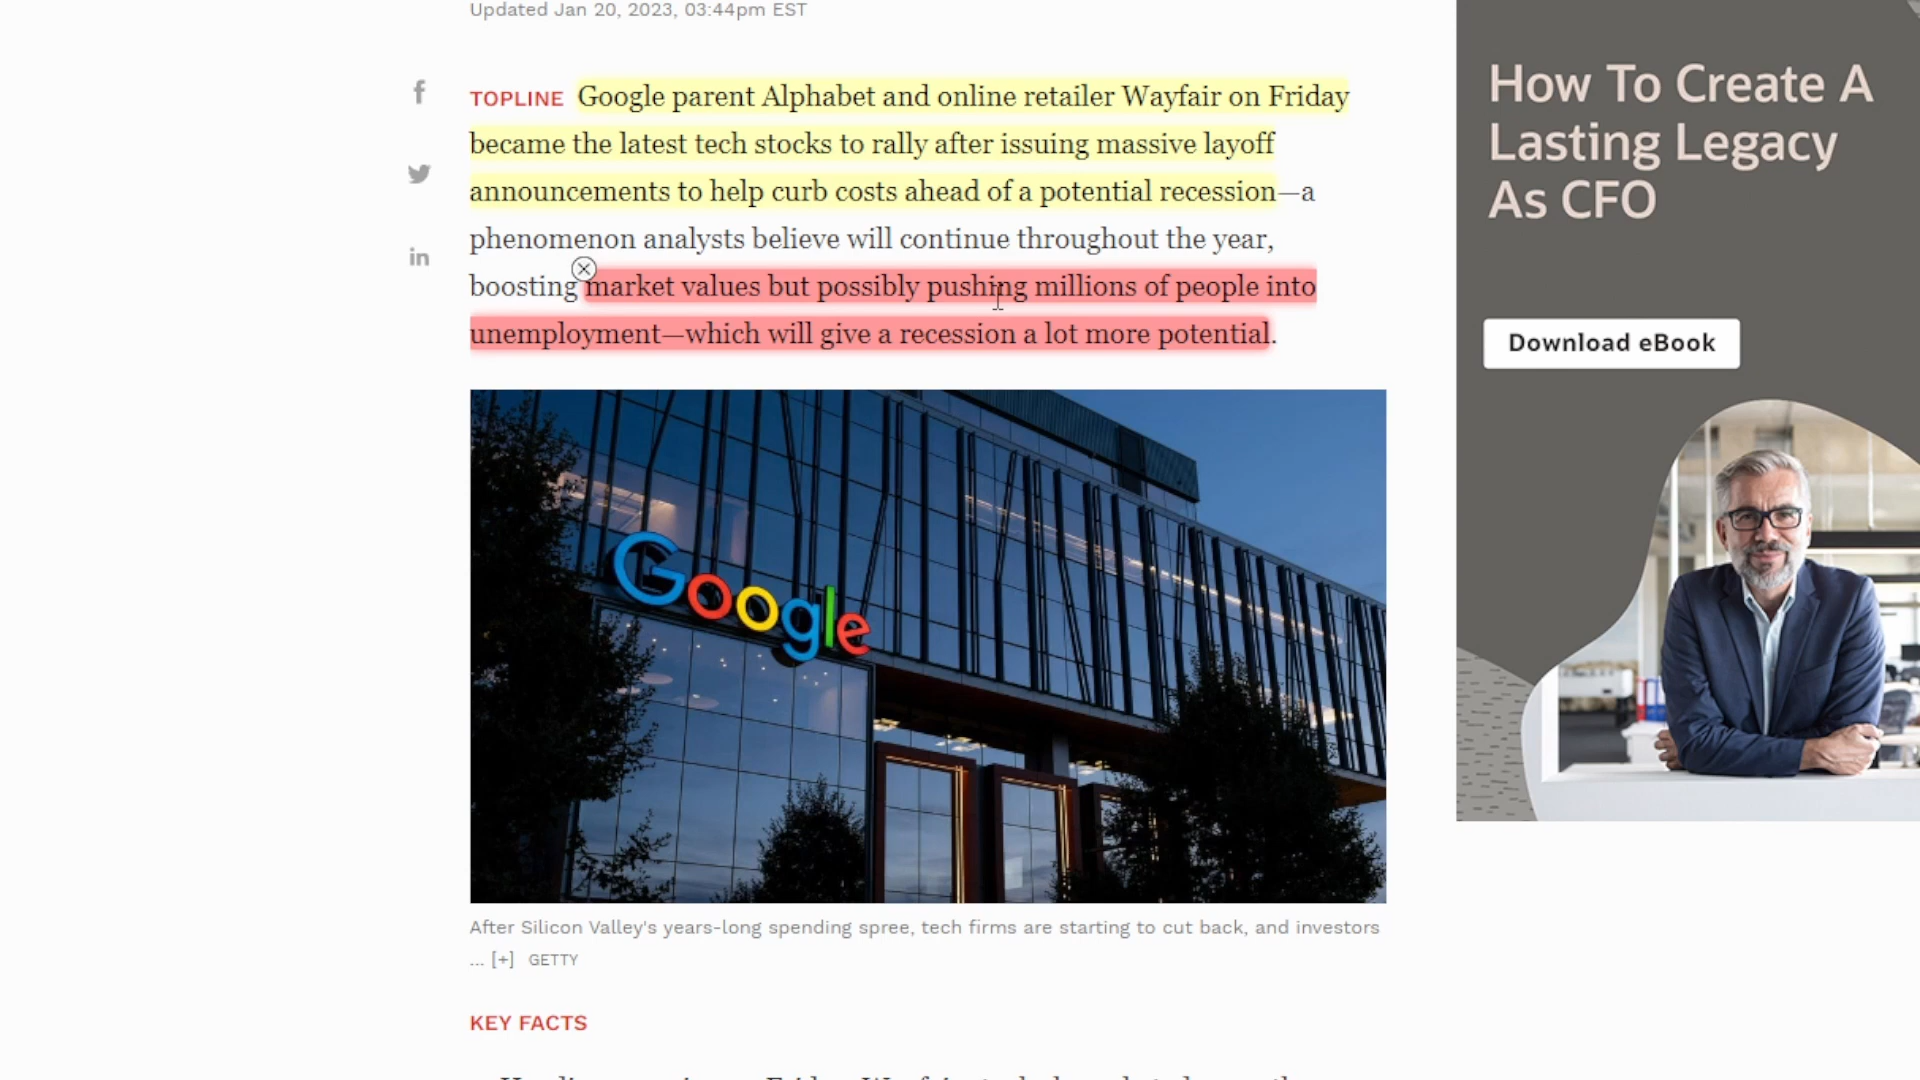 Updated Jan 20, 2023, 03:44pm EST
TOPLINE Google parent Alphabet and online retailer Wayfair on Friday
became the latest tech stocks to rally after issuing massive layoff
announcements to help curb costs ahead of a potential recession—a
phenomenon analysts believe will continue throughout the year,
boosting market values but possibly pushing millions of people into
unemployment—which will give a recession a lot more potential.
Google
After Silicon Valley's years-long spending spree, tech firms are starting to cut back, and investors
... [+] GETTY
KEY FACTS
How To Create A
Lasting Legacy
As CFO
Download eBook